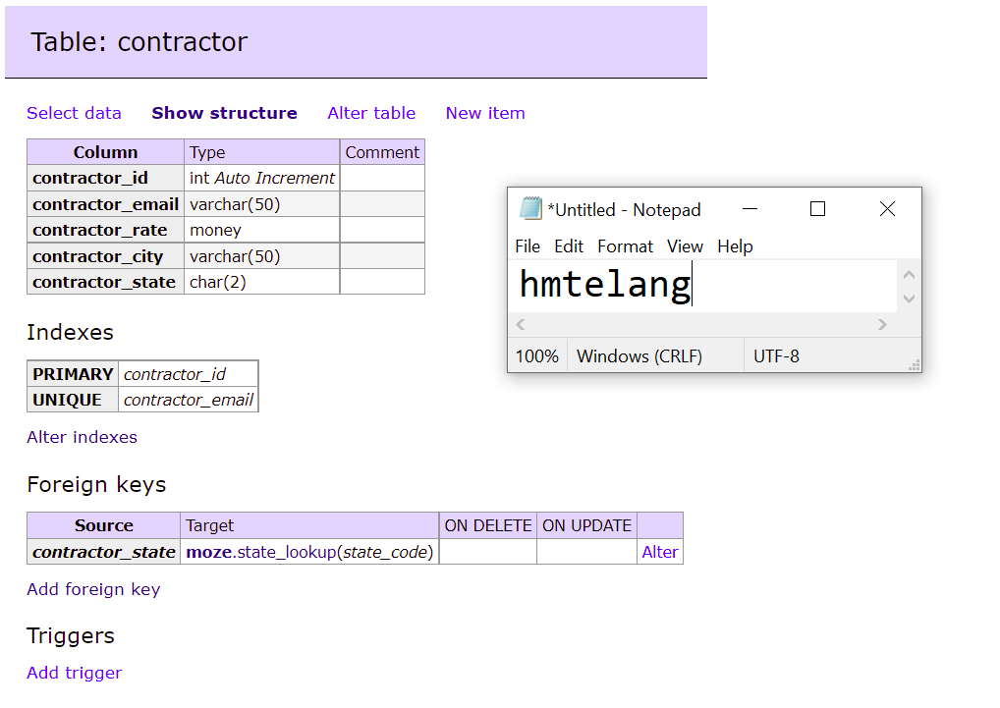 Table: contractor
Select data Show structure Alter table New item
Column Type Comment
contractor_id int Auto Increment
contractor_email varchar(50)
contractor_rate money
contractor_city varchar(50)
contractor_state char(2)
Indexes
PRIMARY contractor_id
UNIQUE contractor_email
Alter indexes
Foreign keys
Source Target ON DELETE ON UPDATE
contractor_state moze.state_lookup(state_code) Alter
Add foreign key
Triggers
Add trigger
*Untitled - Notepad
File Edit Format View Help
hmtelang
100% Windows (CRLF) UTF-8